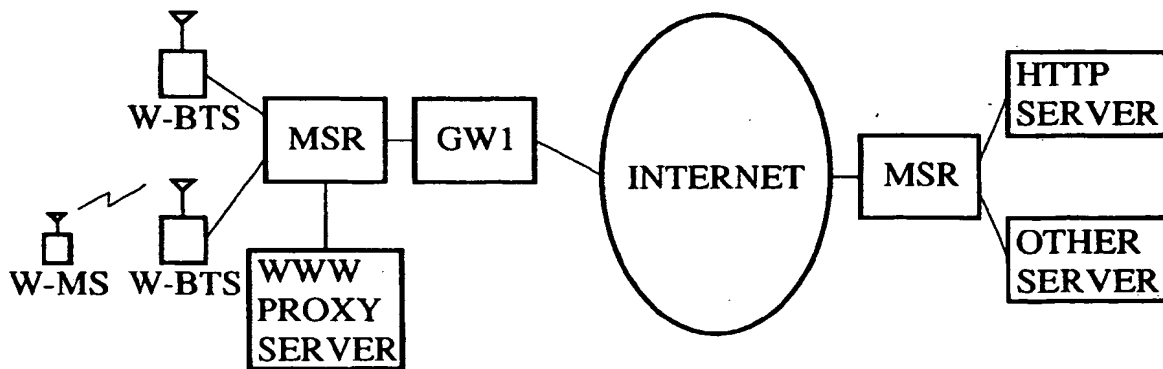 W-BTS
MSR
GW1
W-MS
W-BTS
WWW
PROXY
SERVER
INTERNET
MSR
HTTP
SERVER
OTHER
SERVER